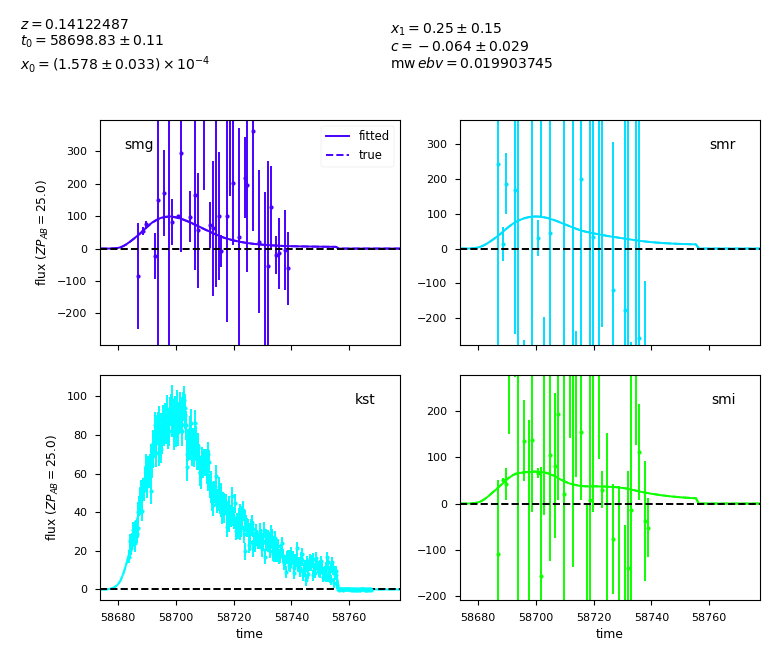 z = 0.14122487
t₀ = 58698.83 ± 0.11
x₀ = (1.578 ± 0.033) × 10⁻⁴
x₁ = 0.25 ± 0.15
c = −0.064 ± 0.029
mw ebv = 0.019903745
smg
fitted
true
300
200
100
0
−100
−200
flux (ZP_AB = 25.0)
smr
300
200
100
0
−100
−200
kst
100
80
60
40
20
0
flux (ZP_AB = 25.0)
58680 58700 58720 58740 58760
time
smi
200
100
0
−100
−200
58680 58700 58720 58740 58760
time